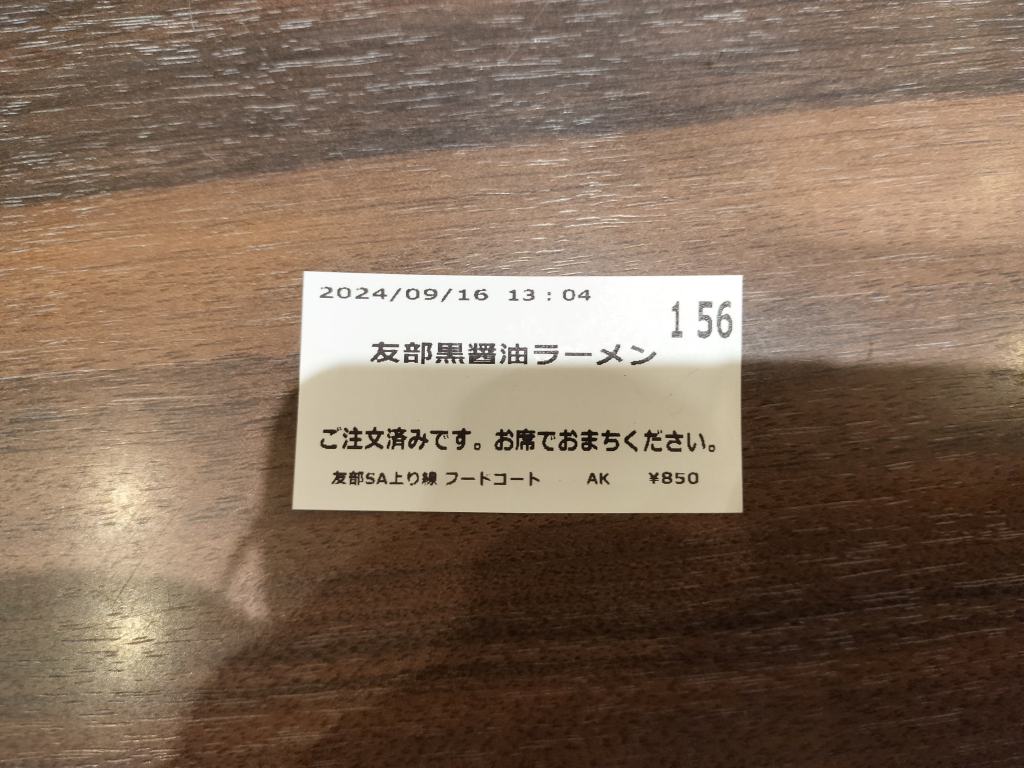 2024/09/16 13:04
156
友部黒醤油ラーメン
ご注文済みです。お席でおまちください。
友部SA上り線 フードコート AK ¥850